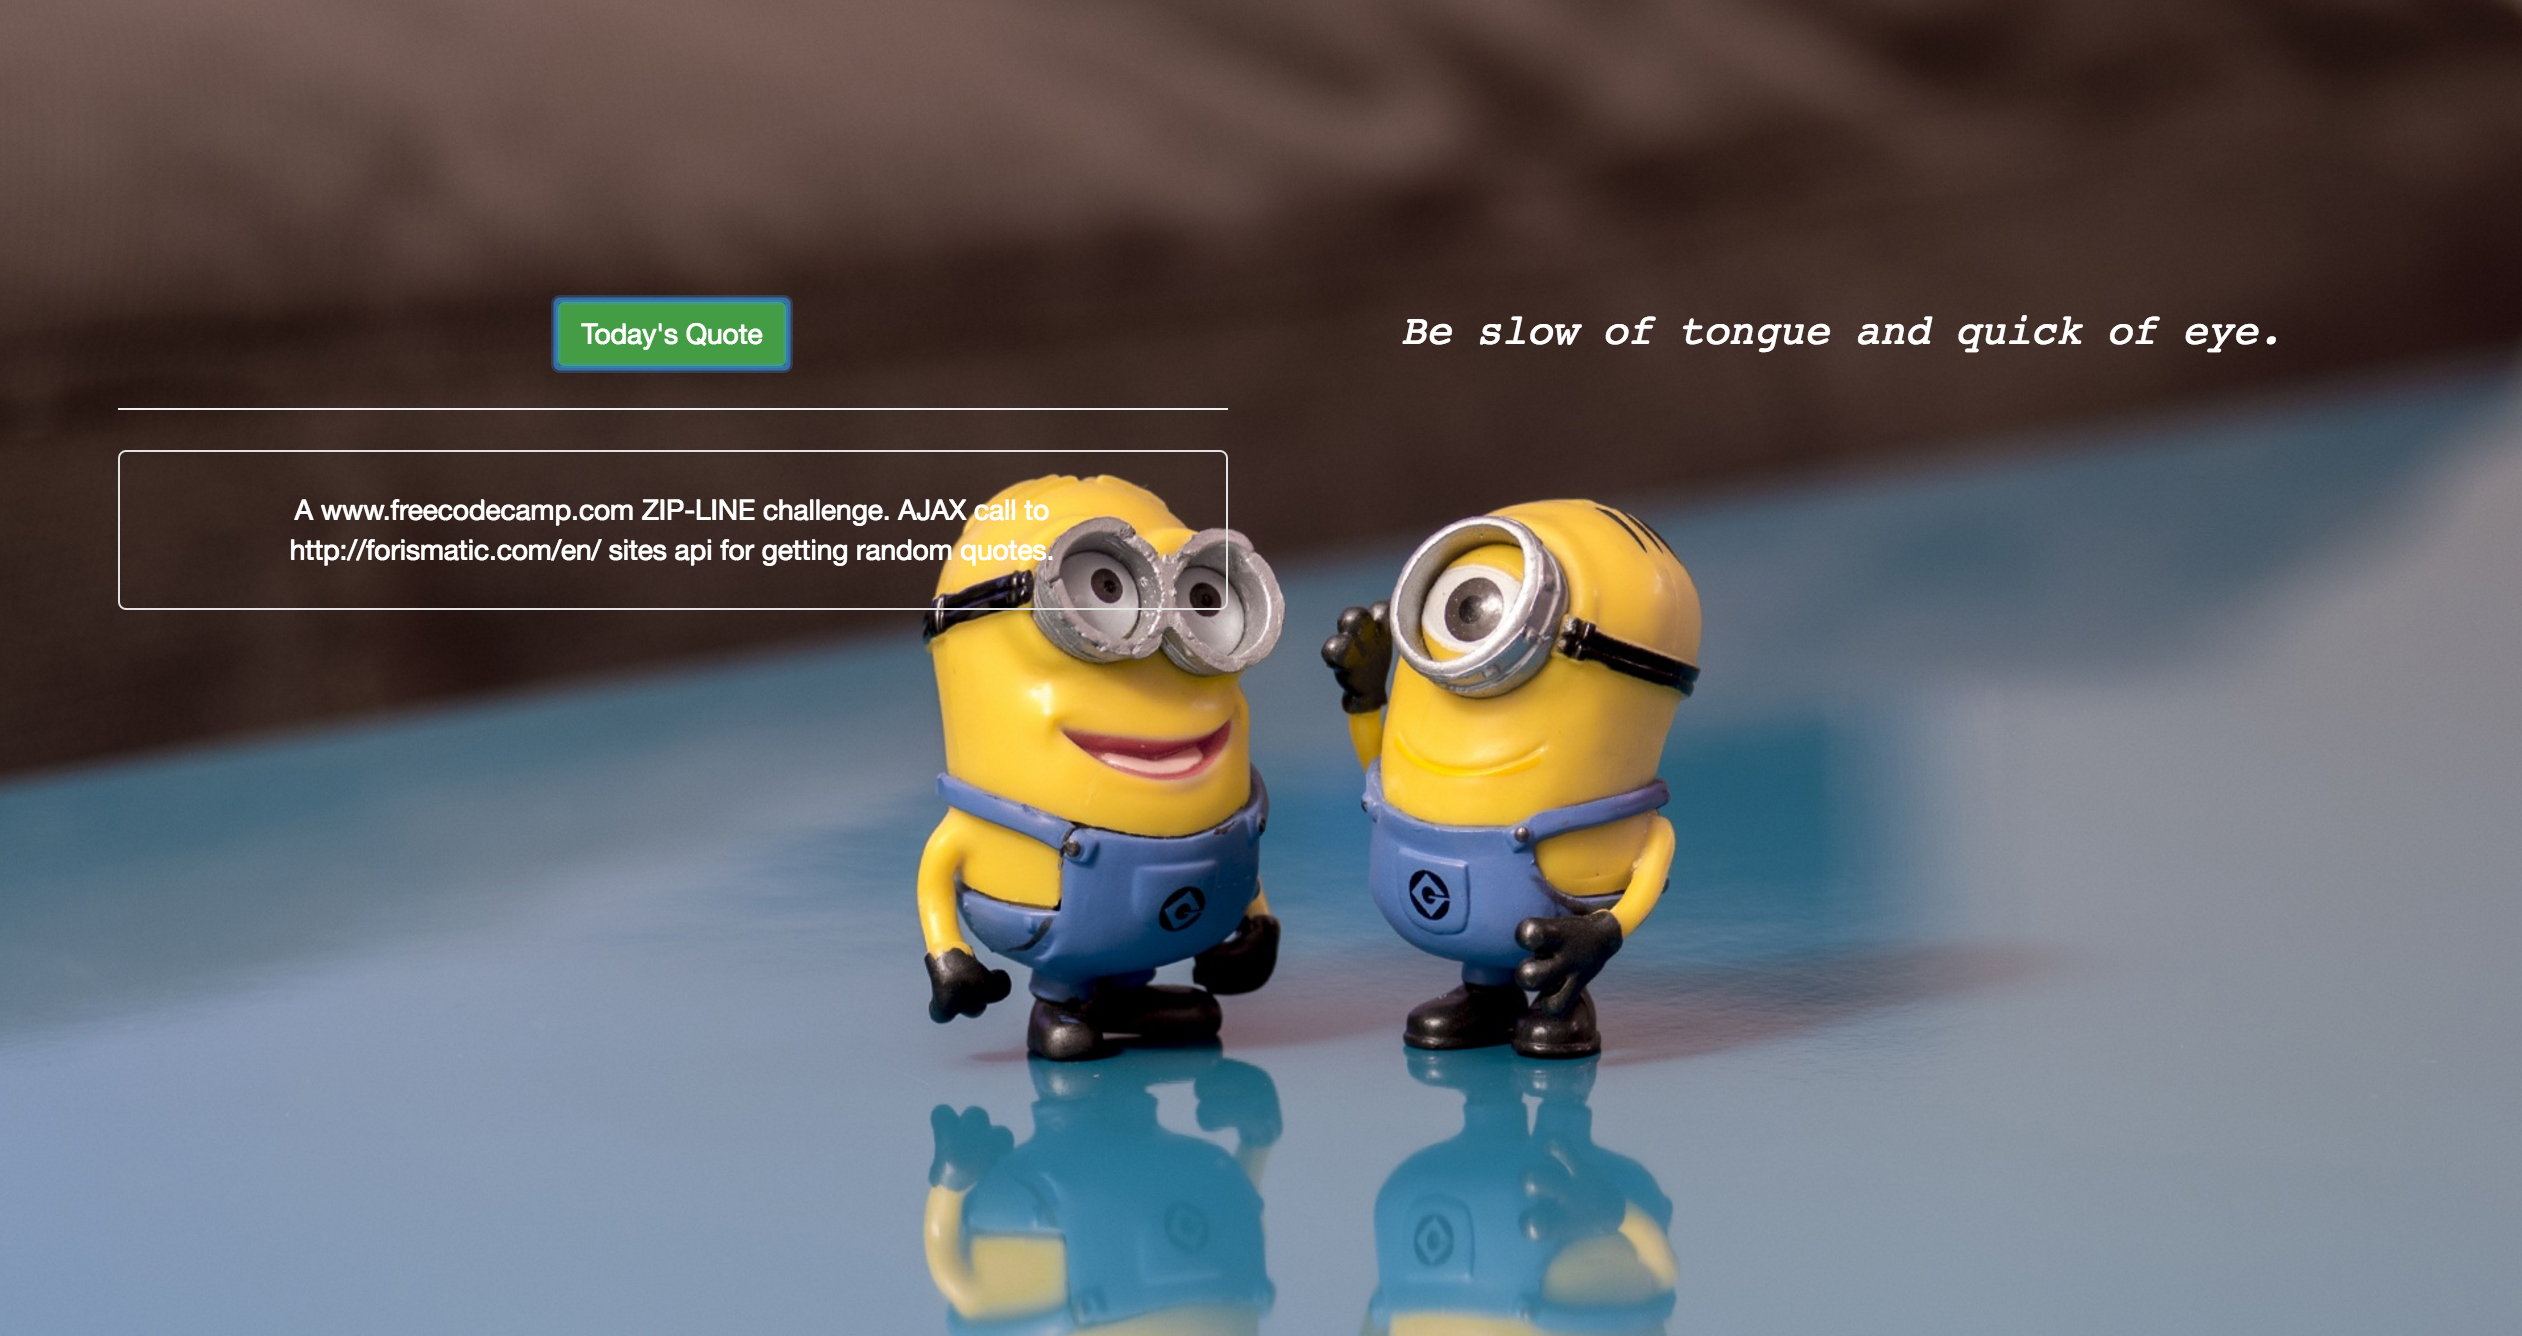 Today's Quote
Be slow of tongue and quick of eye.
A www.freecodecamp.com ZIP-LINE challenge. AJAX call to
http://forismatic.com/en/ sites api for getting random quotes.